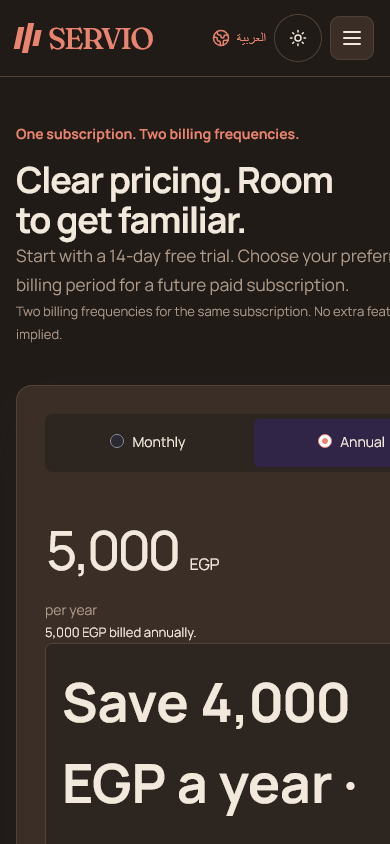 SERVIO
العربية
One subscription. Two billing frequencies.
Clear pricing. Room
to get familiar.
Start with a 14-day free trial. Choose your
billing period for a future paid subscription.
Two billing frequencies for the same subscription. No extra
implied.
Monthly
Annual
5,000 EGP
per year
5,000 EGP billed annually.
Save 4,000
EGP a year ·